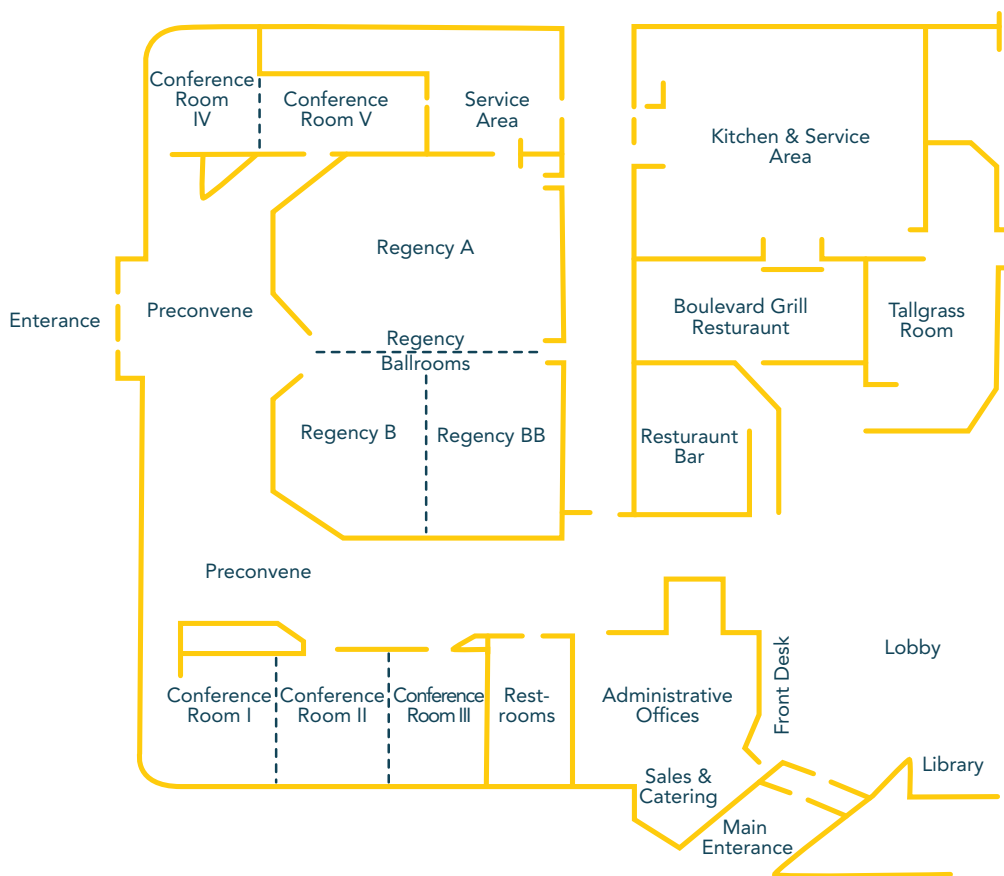 Conference
Room
IV
Conference
Room V
Service
Area
Kitchen & Service
Area
Regency A
Enterance
Preconvene
Boulevard Grill
Resturaunt
Tallgrass
Room
Regency
Ballrooms
Regency B
Regency BB
Resturaunt
Bar
Preconvene
Lobby
Front Desk
Conference
Room I
Conference
Room II
Conference
Room III
Rest-
rooms
Administrative
Offices
Library
Sales &
Catering
Main
Enterance